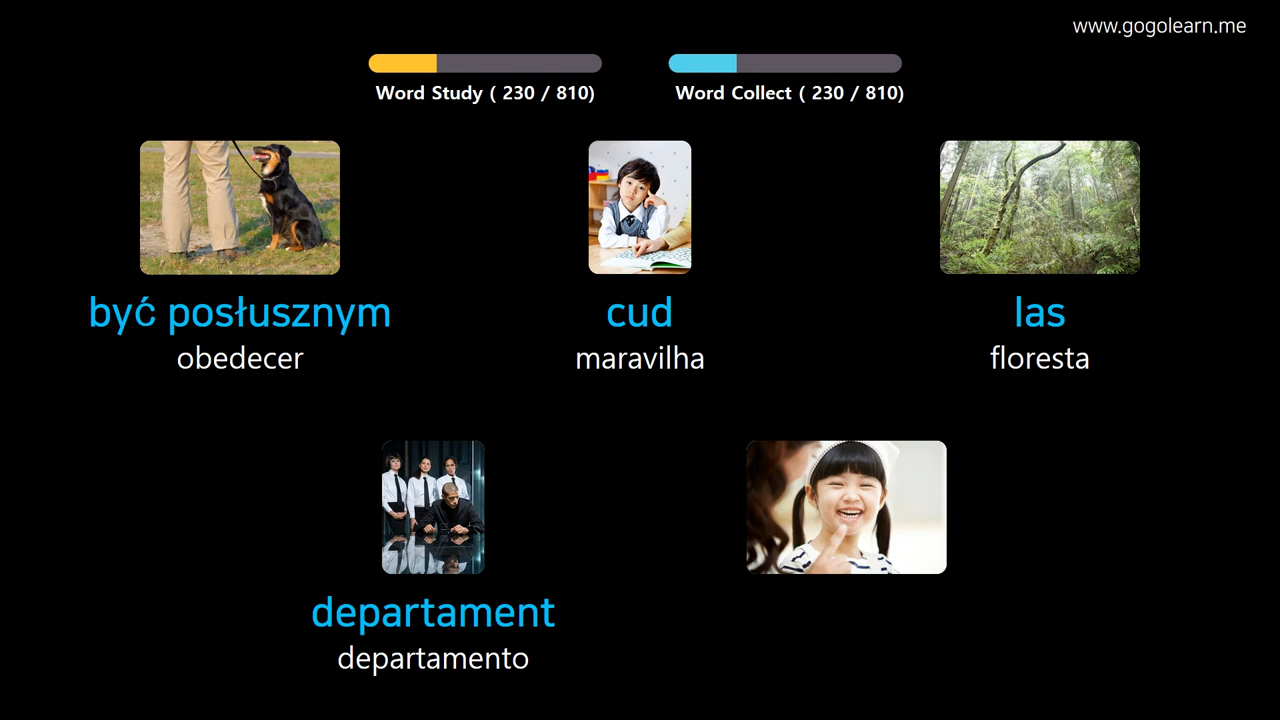 www.gogolearn.me
Word Study ( 230 / 810)
Word Collect ( 230 / 810)
być posłusznym
obedecer
cud
maravilha
las
floresta
departament
departamento